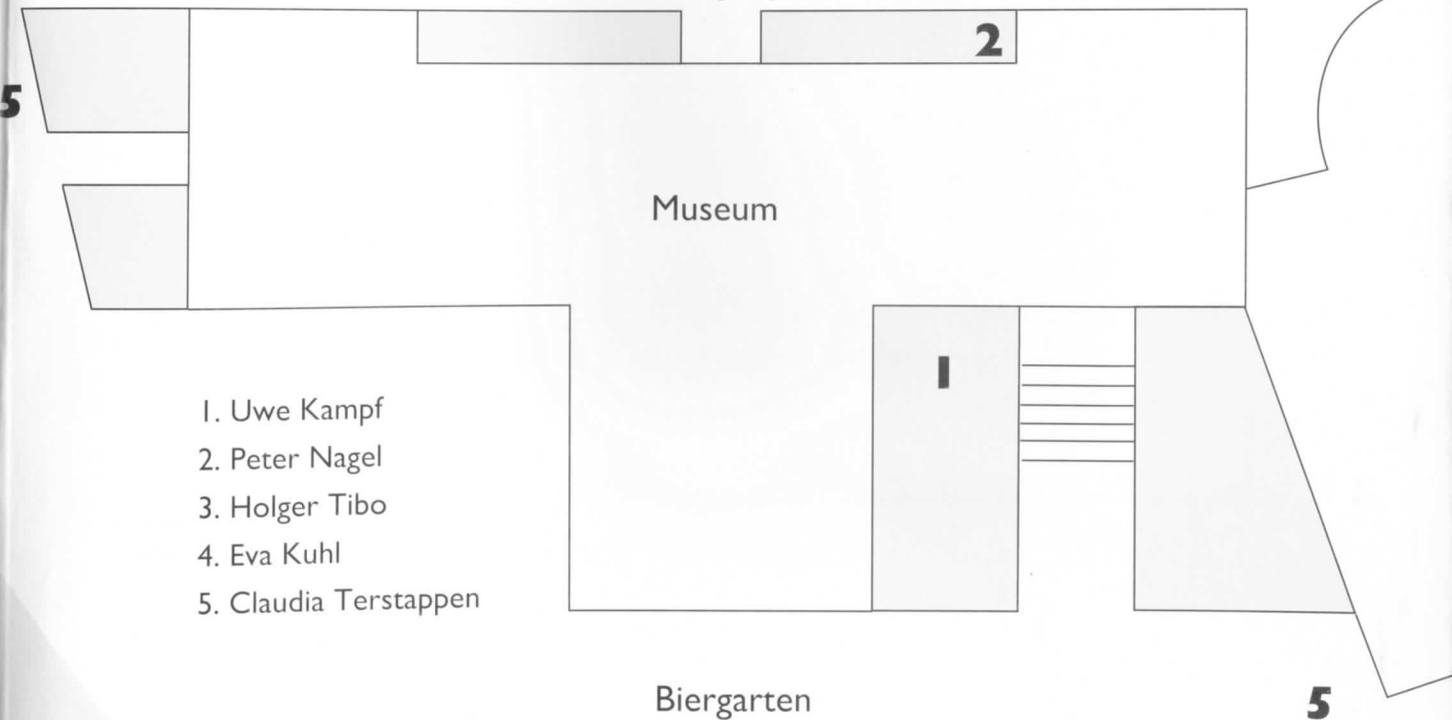 2
5
Museum
1
1. Uwe Kampf
2. Peter Nagel
3. Holger Tibo
4. Eva Kuhl
5. Claudia Terstappen
Biergarten
5